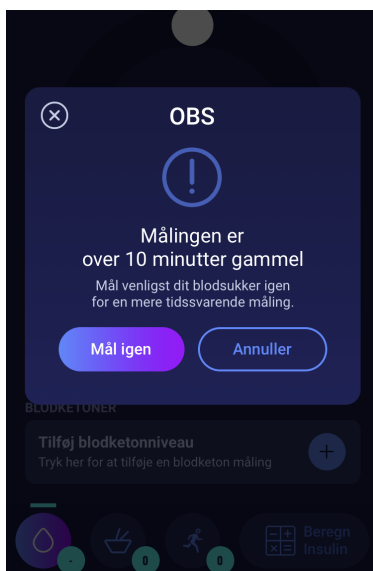 OBS
Målingen er
over 10 minutter gammel
Mål venligst dit blodsukker igen
for en mere tidssvarende måling.
Mål igen
Annuller
BLODKETONER
Tilføj blodketonniveau
Tryk her for at tilføje en blodketon måling
-
0
0
Beregn
Insulin